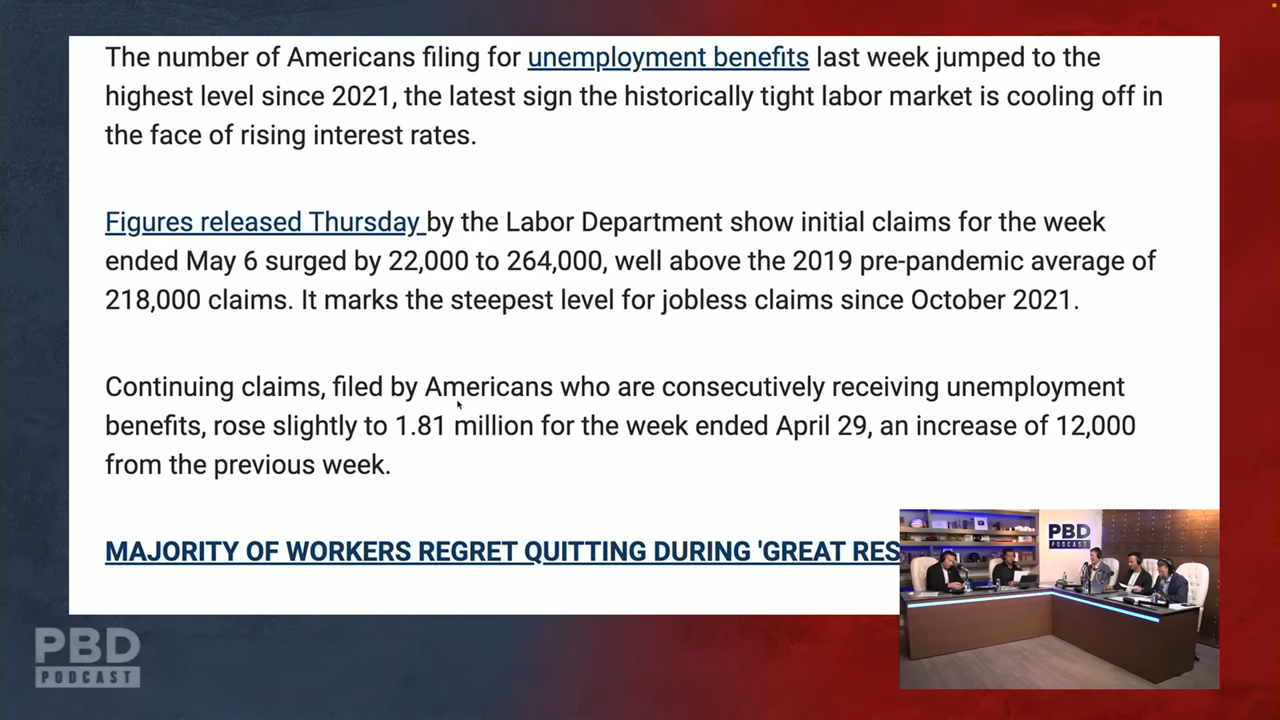 The number of Americans filing for unemployment benefits last week jumped to the
highest level since 2021, the latest sign the historically tight labor market is cooling off in
the face of rising interest rates.
Figures released Thursday by the Labor Department show initial claims for the week
ended May 6 surged by 22,000 to 264,000, well above the 2019 pre-pandemic average of
218,000 claims. It marks the steepest level for jobless claims since October 2021.
Continuing claims, filed by Americans who are consecutively receiving unemployment
benefits, rose slightly to 1.81 million for the week ended April 29, an increase of 12,000
from the previous week.
MAJORITY OF WORKERS REGRET QUITTING DURING 'GREAT RES
PBD
PODCAST
PBD
PODCAST